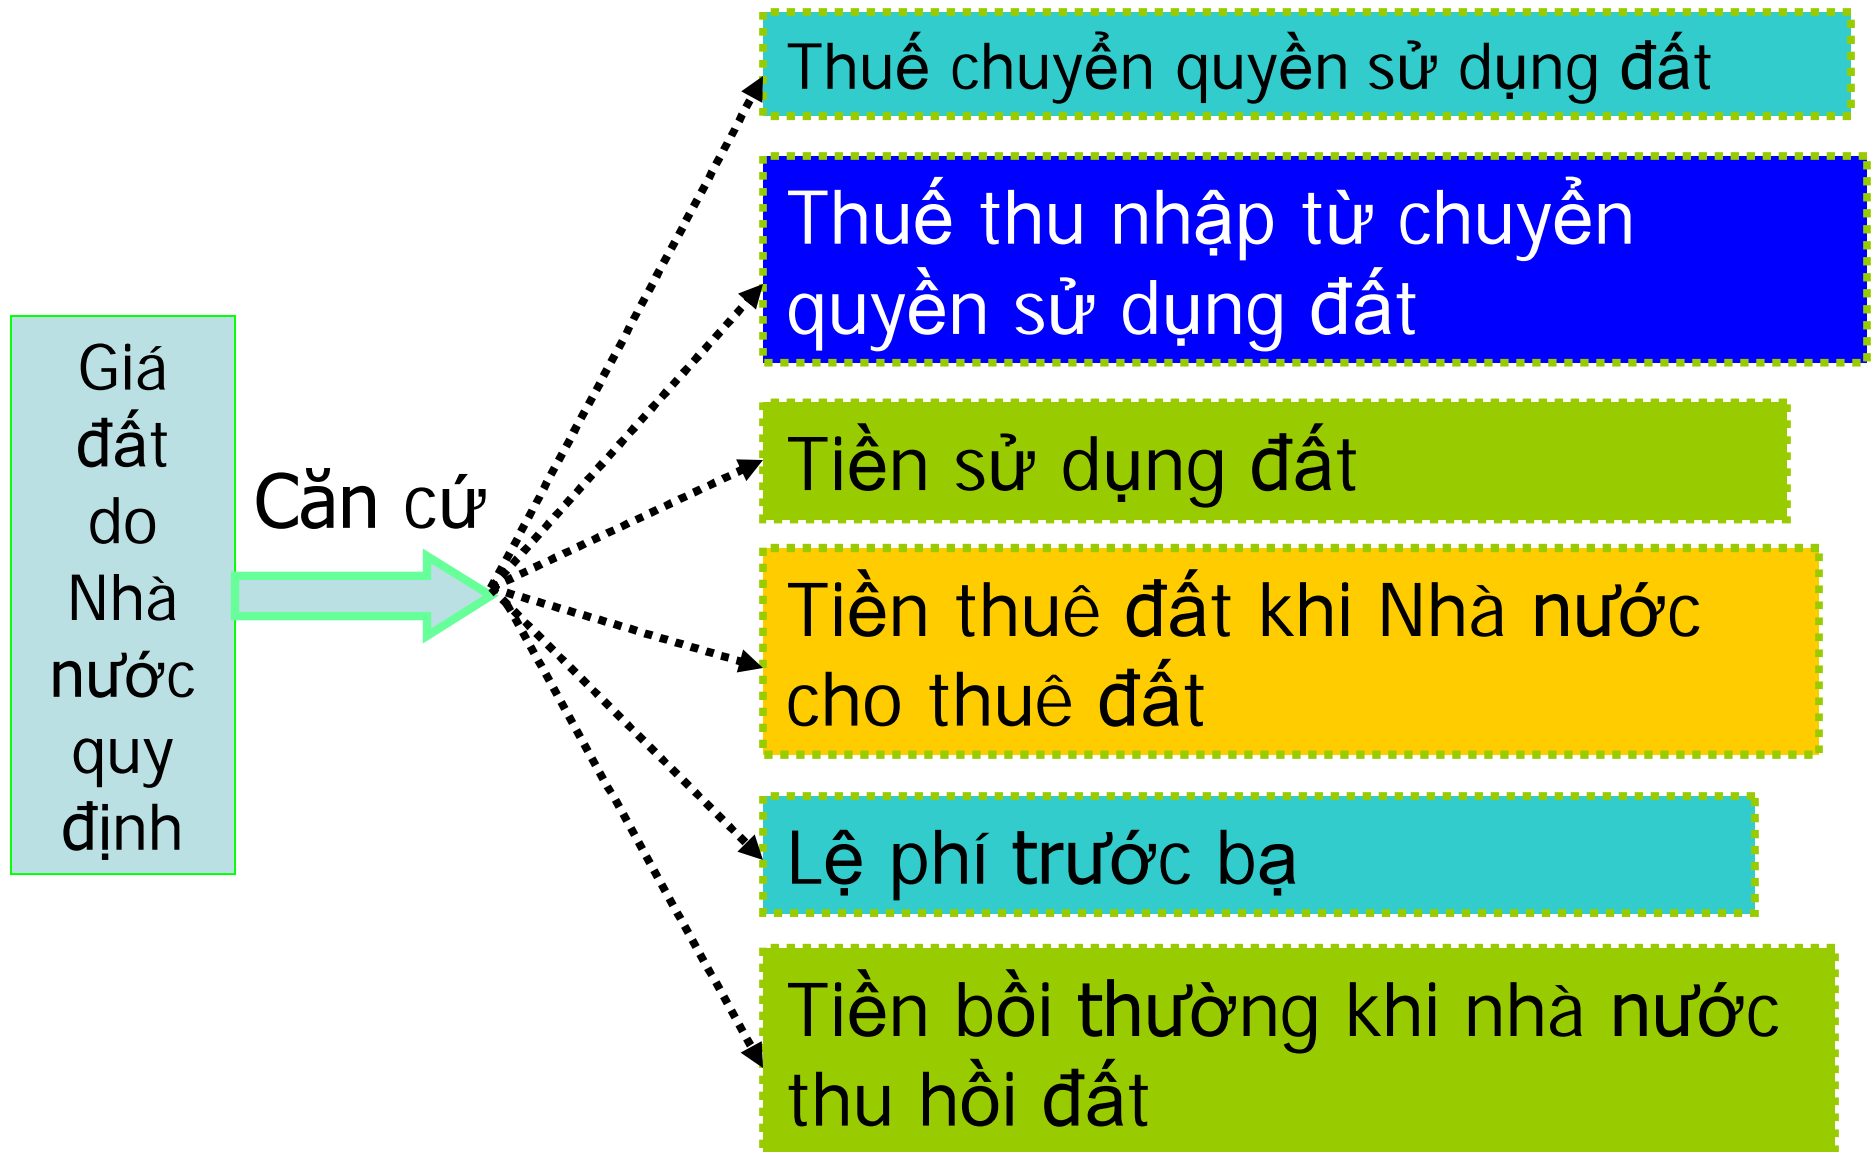 Giá
đất
do
Nhà
nước
quy
định
Căn cứ
Thuế chuyển quyền sử dụng đất
Thuế thu nhập từ chuyển
quyền sử dụng đất
Tiền sử dụng đất
Tiền thuê đất khi Nhà nước
cho thuê đất
Lệ phí trước bạ
Tiền bồi thường khi nhà nước
thu hồi đất